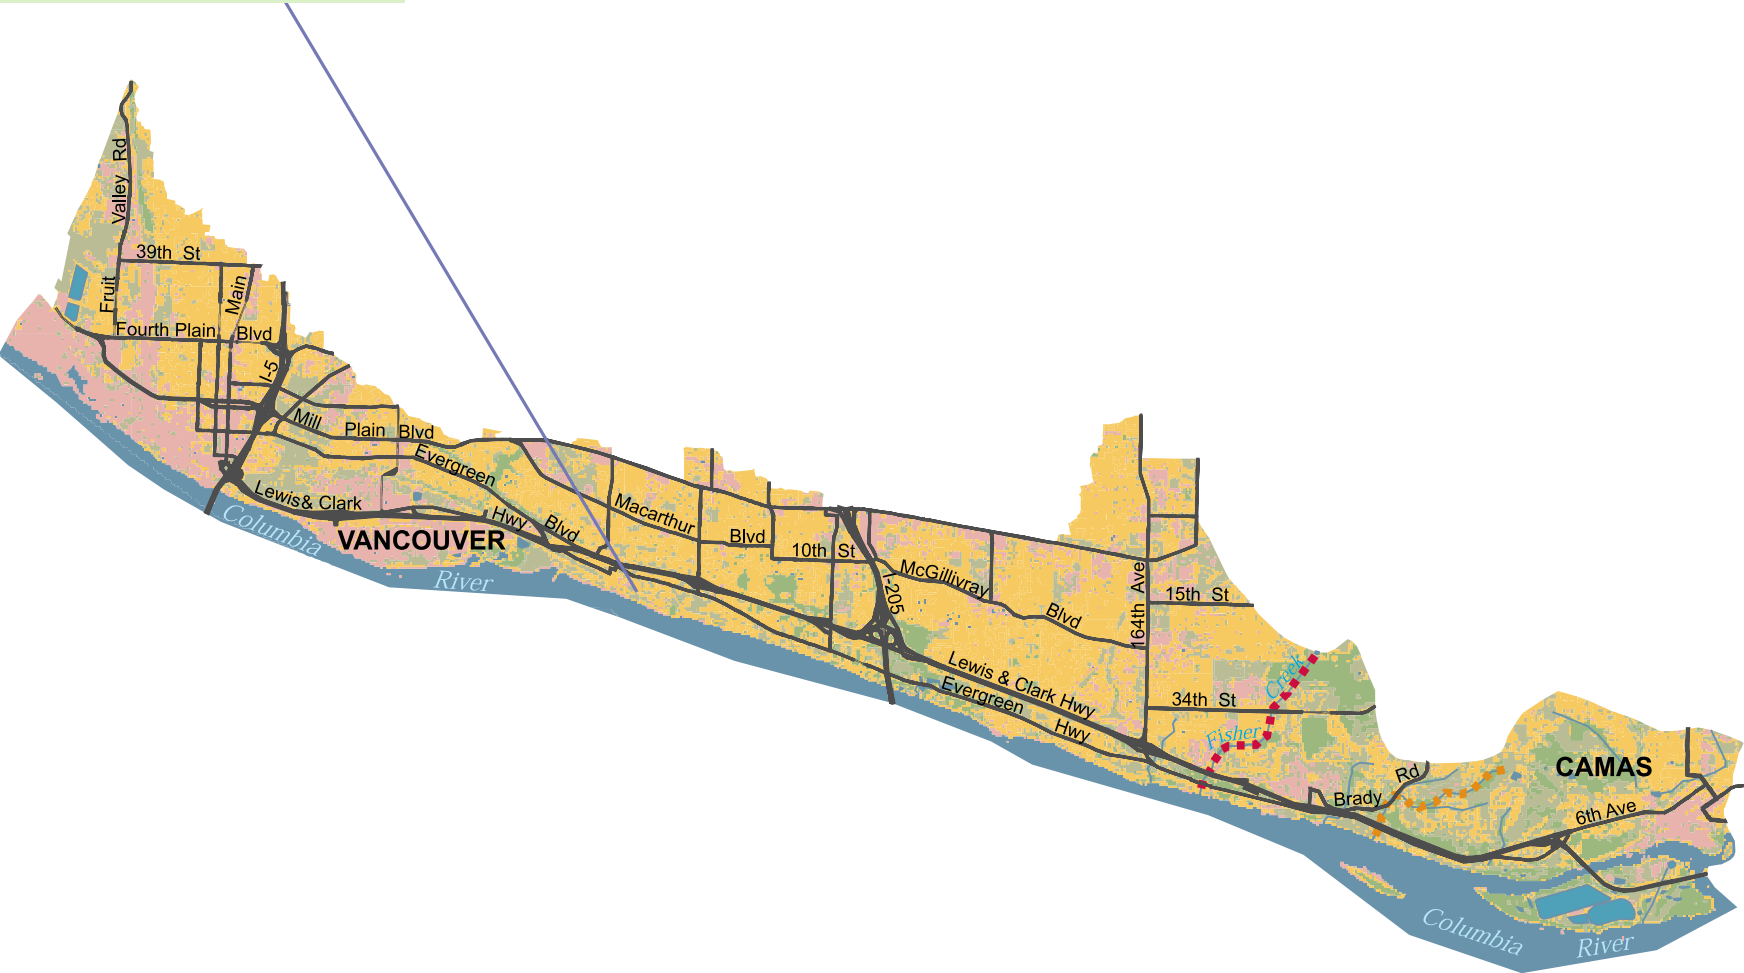 Valley Rd
Fruit
39th St
Main
Fourth Plain Blvd
I-5
Mill Plain Blvd
Evergreen Blvd
Lewis & Clark Hwy
VANCOUVER
Columbia River
Macarthur Blvd
10th St
I-205
McGillivray Blvd
164th Ave
15th St
34th St
Lewis & Clark Hwy
Evergreen Hwy
Fisher Creek
Brady Rd
CAMAS
6th Ave
Columbia River